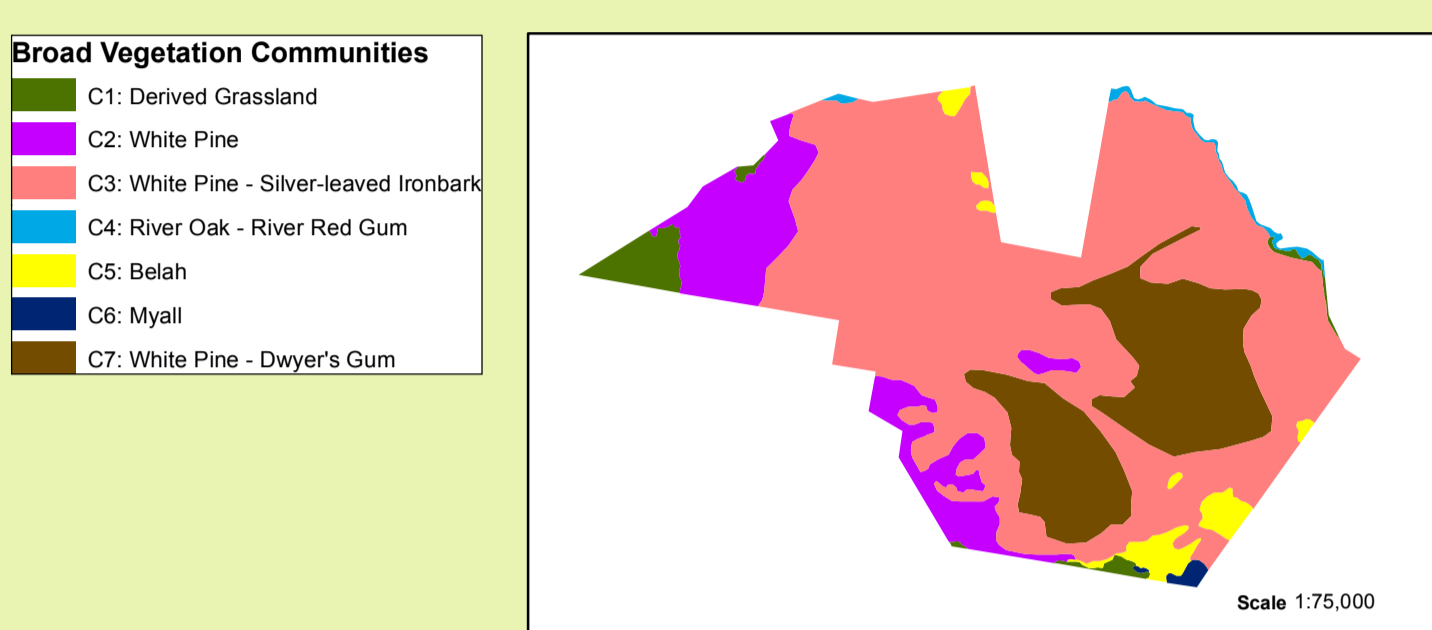 Broad Vegetation Communities
C1: Derived Grassland
C2: White Pine
C3: White Pine - Silver-leaved Ironbark
C4: River Oak - River Red Gum
C5: Belah
C6: Myall
C7: White Pine - Dwyer's Gum
Scale 1:75,000